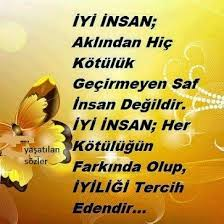 İYİ İNSAN;
Aklından Hiç
Kötülük
Geçirmeyen Saf
İnsan Değildir.
İYİ İNSAN; Her
Kötülüğün
Farkında Olup,
İYİLİĞİ Tercih
Edendir...
yaşatılan
sözler